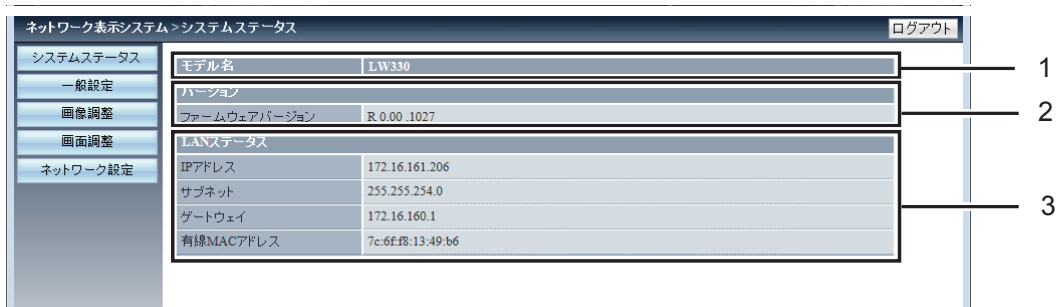 ネットワーク表示システム>システムステータス
ログアウト
システムステータス
一般設定
画像調整
画面調整
ネットワーク設定
モデル名 LW330
1
バージョン
ファームウェアバージョン R 0.00 .1027
2
LANステータス
IPアドレス 172.16.161.206
サブネット 255.255.254.0
ゲートウェイ 172.16.160.1
有線MACアドレス 7c:6f:f8:13:49:b6
3